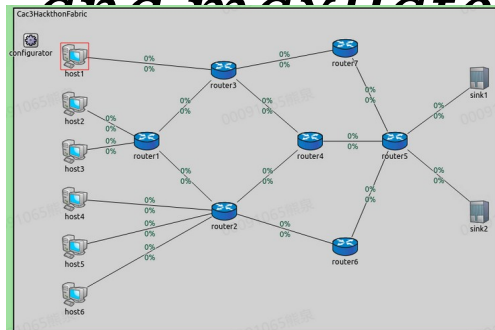 and maxutate
Cac3HackthonFabric
configurator
host1
0%
0%
router3
0%
0%
router7
sink1
host2
0%
0%
0%
0%
router1
0%
0%
0%
0%
router4
0%
0%
router5
0%
0%
0%
0%
host3
host4
0%
0%
0%
0%
0%
0%
router2
0%
0%
0%
0%
router6
0%
0%
0%
0%
sink2
host5
host6